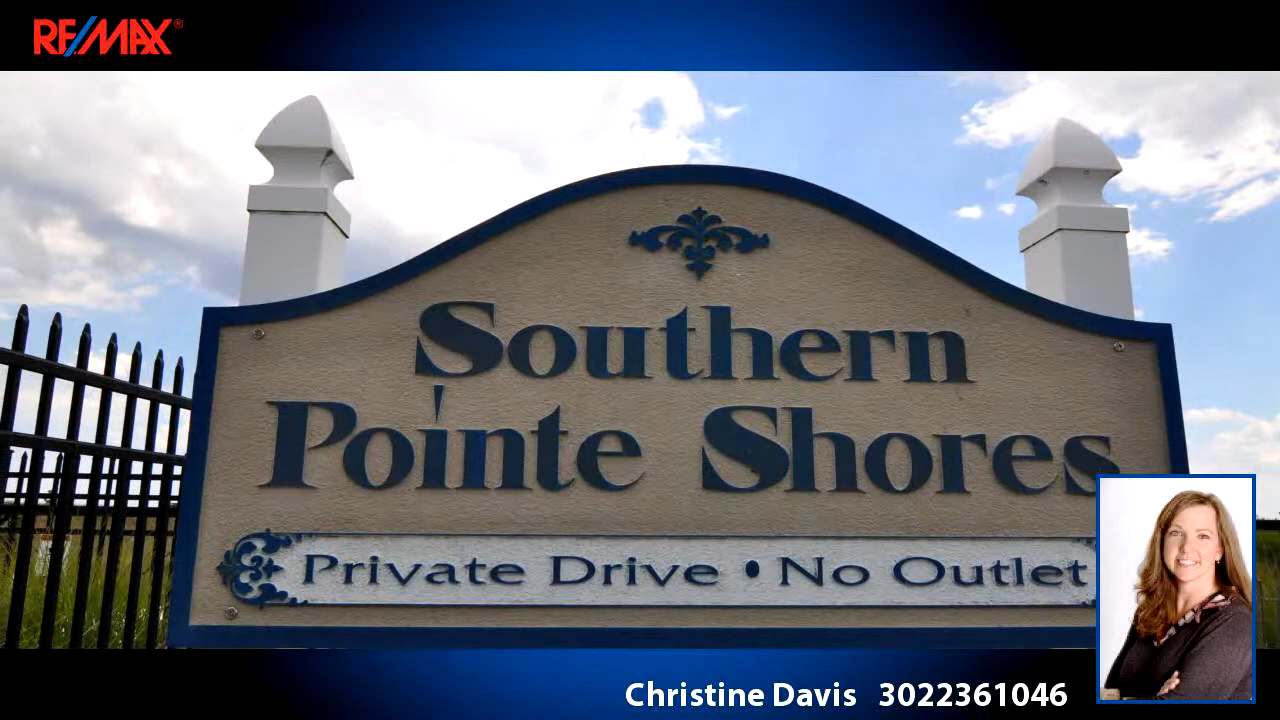 RE/MAX®
Southern
Pointe Shores
Private Drive • No Outlet
Christine Davis 3022361046